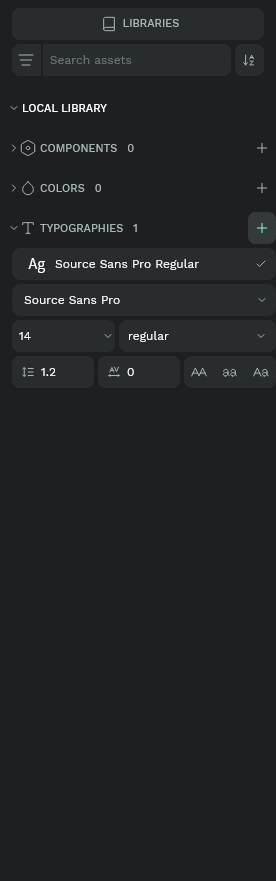 LIBRARIES
Search assets
LOCAL LIBRARY
COMPONENTS 0
COLORS 0
TYPOGRAPHIES 1
Ag Source Sans Pro Regular
Source Sans Pro
14 regular
1.2 0 AA aa Aa